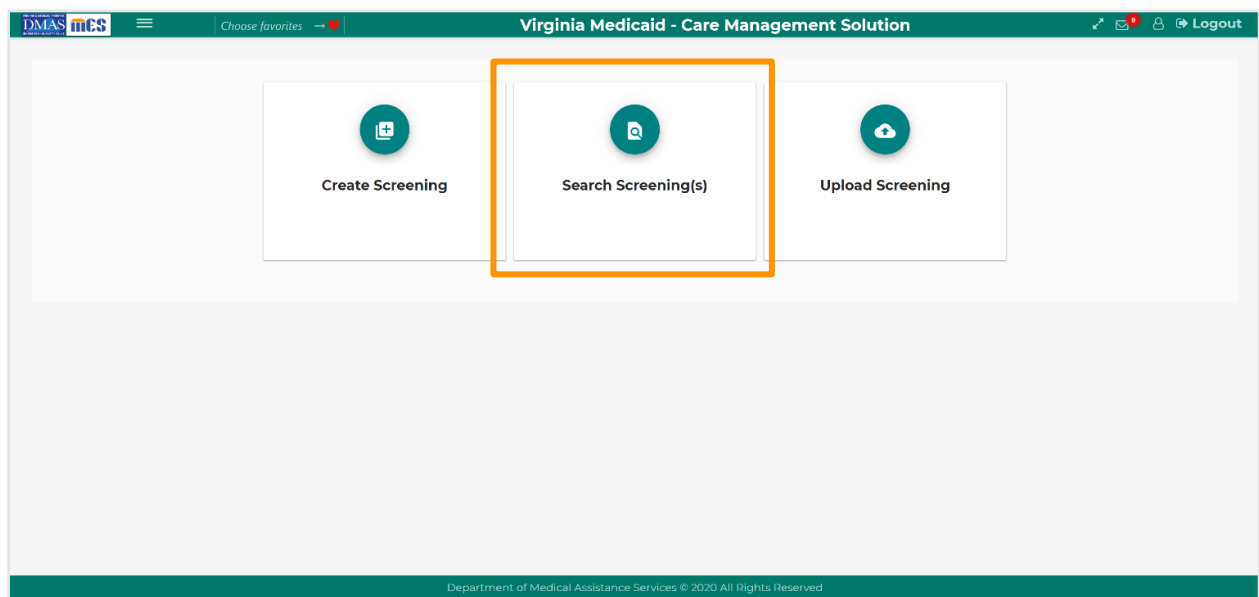 DMAS mes
Choose favorites →
Virginia Medicaid - Care Management Solution
0
Logout
Create Screening
Search Screening(s)
Upload Screening
Department of Medical Assistance Services © 2020 All Rights Reserved